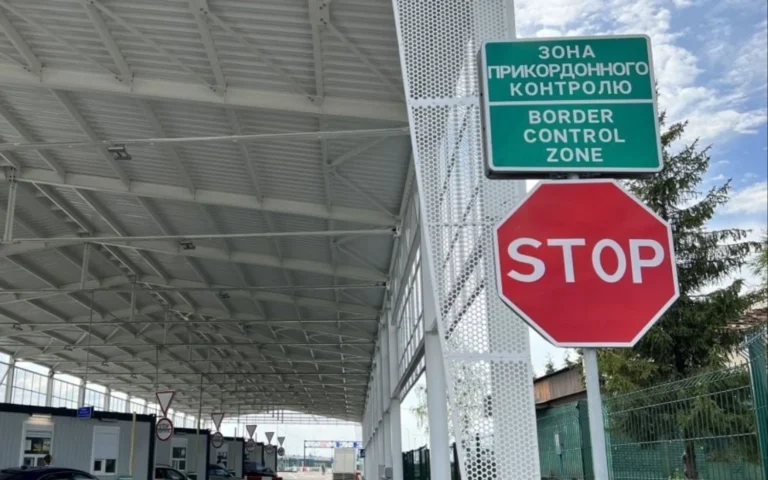 ЗОНА
ПРИКОРДОННОГО
КОНТРОЛЮ
BORDER
CONTROL
ZONE
STOP